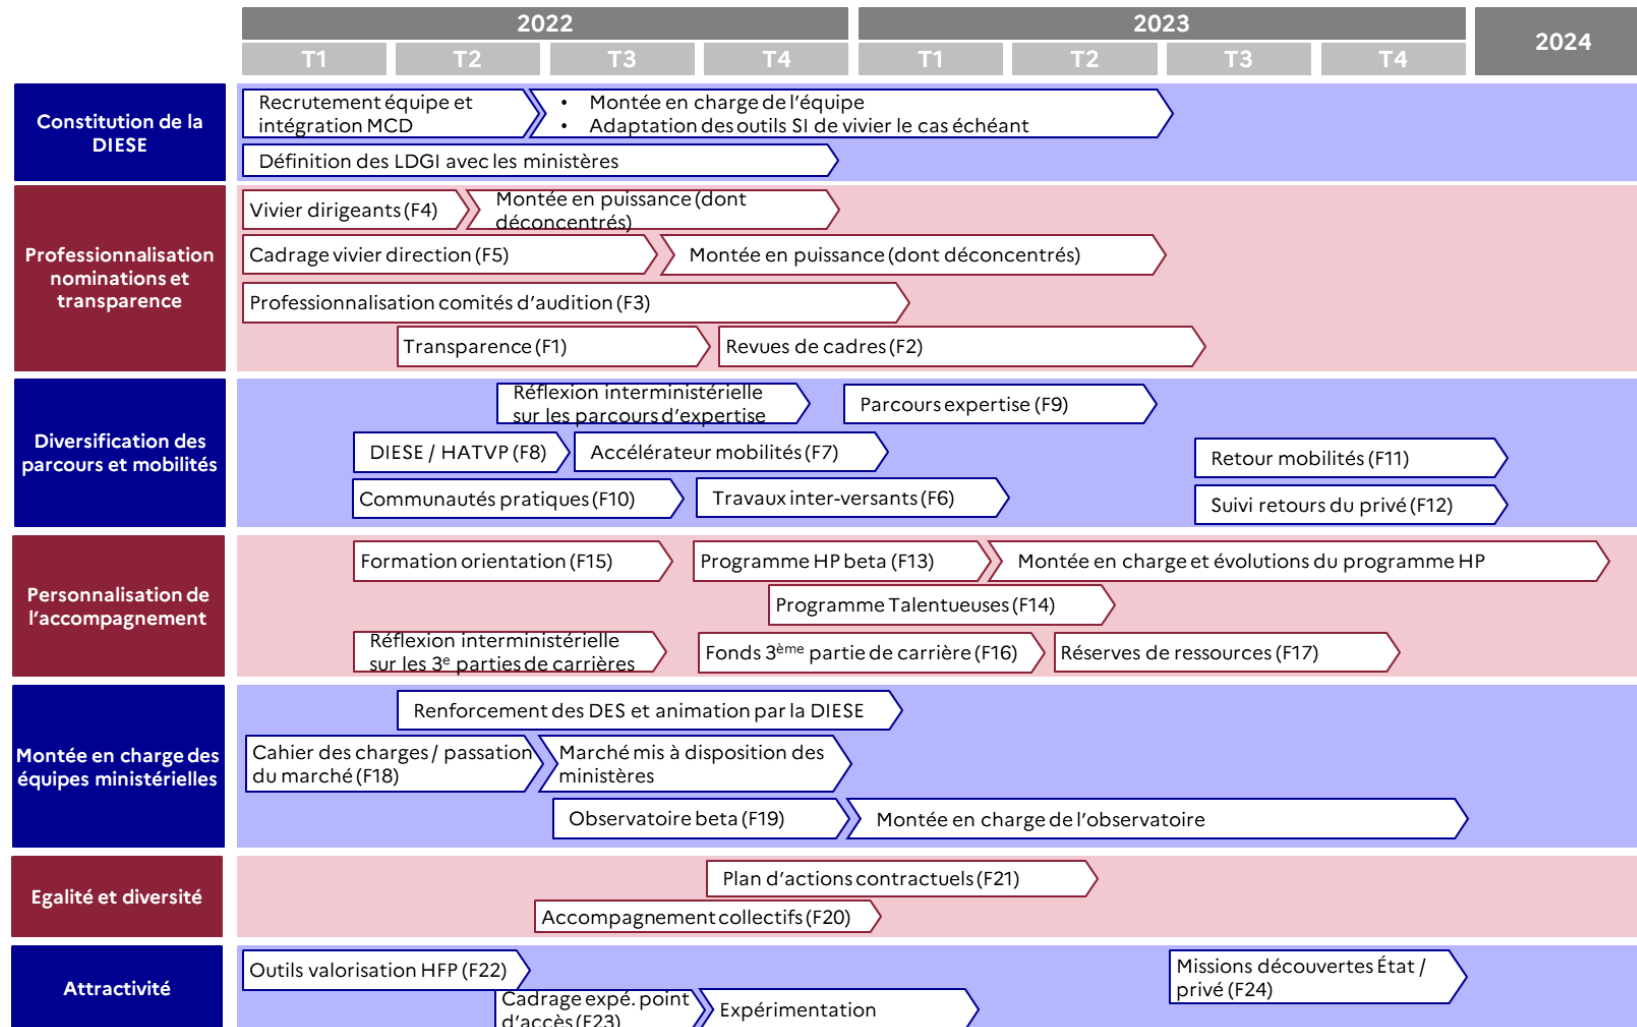 2022
2023
2024
T1
T2
T3
T4
T1
T2
T3
T4
Constitution de la
DIESE
Recrutement équipe et
intégration MCD
• Montée en charge de l'équipe
• Adaptation des outils SI de vivier le cas échéant
Définition des LDGI avec les ministères
Professionnalisation
nominations et
transparence
Vivier dirigeants (F4)
Montée en puissance (dont
déconcentrés)
Cadrage vivier direction (F5)
Montée en puissance (dont déconcentrés)
Professionnalisation comités d'audition (F3)
Transparence (F1)
Revues de cadres (F2)
Diversification des
parcours et mobilités
Réflexion interministérielle
sur les parcours d'expertise
Parcours expertise (F9)
DIESE / HATVP (F8)
Accélérateur mobilités (F7)
Retour mobilités (F11)
Communautés pratiques (F10)
Travaux inter-versants (F6)
Suivi retours du privé (F12)
Personnalisation de
l'accompagnement
Formation orientation (F15)
Programme HP beta (F13)
Montée en charge et évolutions du programme HP
Programme Talentueuses (F14)
Réflexion interministérielle
sur les 3e parties de carrières
Fonds 3ème partie de carrière (F16)
Réserves de ressources (F17)
Montée en charge des
équipes ministérielles
Renforcement des DES et animation par la DIESE
Cahier des charges / passation
du marché (F18)
Marché mis à disposition des
ministères
Observatoire beta (F19)
Montée en charge de l'observatoire
Egalité et diversité
Plan d'actions contractuels (F21)
Accompagnement collectifs (F20)
Attractivité
Outils valorisation HFP (F22)
Missions découvertes État /
privé (F24)
Cadrage expé. point
d'accès (F23)
Expérimentation